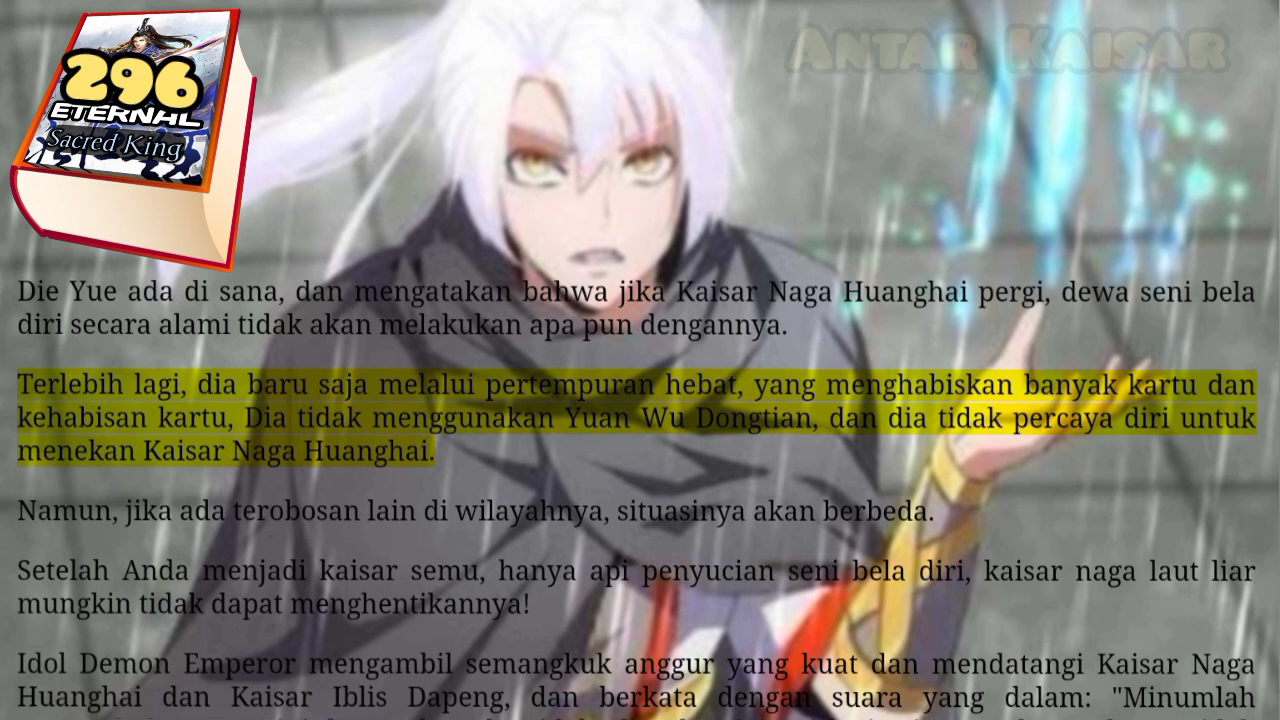 296
ETERNAL
Sacred King
ANTAR KAISAR
Die Yue ada di sana, dan mengatakan bahwa jika Kaisar Naga Huanghai pergi, dewa seni bela
diri secara alami tidak akan melakukan apa pun dengannya.
Terlebih lagi, dia baru saja melalui pertempuran hebat, yang menghabiskan banyak kartu dan
kehabisan kartu, Dia tidak menggunakan Yuan Wu Dongtian, dan dia tidak percaya diri untuk
menekan Kaisar Naga Huanghai.
Namun, jika ada terobosan lain di wilayahnya, situasinya akan berbeda.
Setelah Anda menjadi kaisar semu, hanya api penyucian seni bela diri, kaisar naga laut liar
mungkin tidak dapat menghentikannya!
Idol Demon Emperor mengambil semangkuk anggur yang kuat dan mendatangi Kaisar Naga
Huanghai dan Kaisar Iblis Dapeng, dan berkata dengan suara yang dalam: "Minumlah